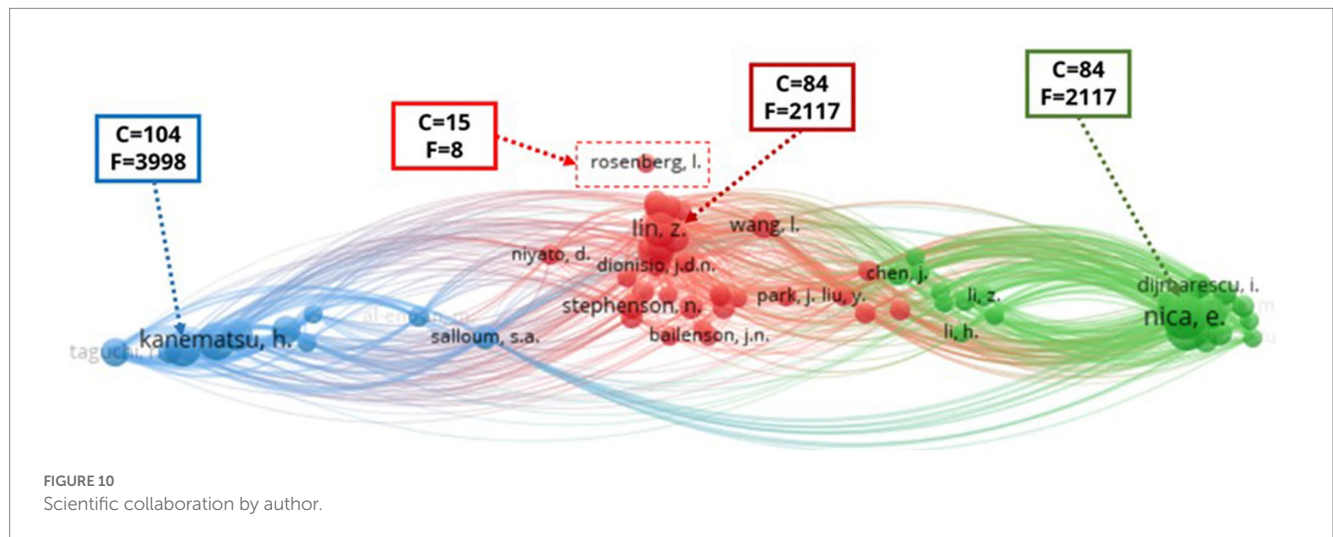 C=84
F=2117
C=84
F=2117
C=15
F=8
C=104
F=3998
rosenberg, l.
lin, z.
wang, l.
niyato, d.
dionisio, j.d.n.
chen, j.
dijmarescu, i.
stephenson, n.
park, j.
liu, y.
li, z.
nica, e.
kanematsu, h.
salloum, s.a.
bailenson, j.n.
li, h.
FIGURE 10
Scientific collaboration by author.